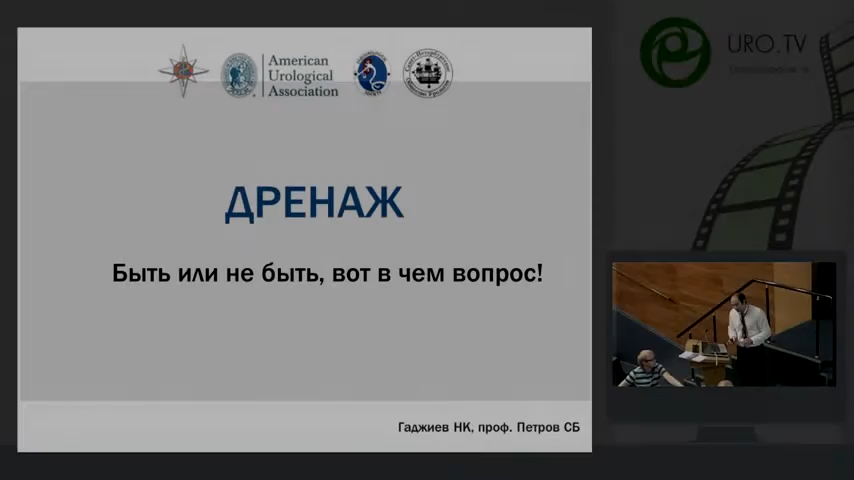 American
Urological
Association
URO.TV
ДРЕНАЖ
Быть или не быть, вот в чем вопрос!
Гаджиев НК, проф. Петров СБ